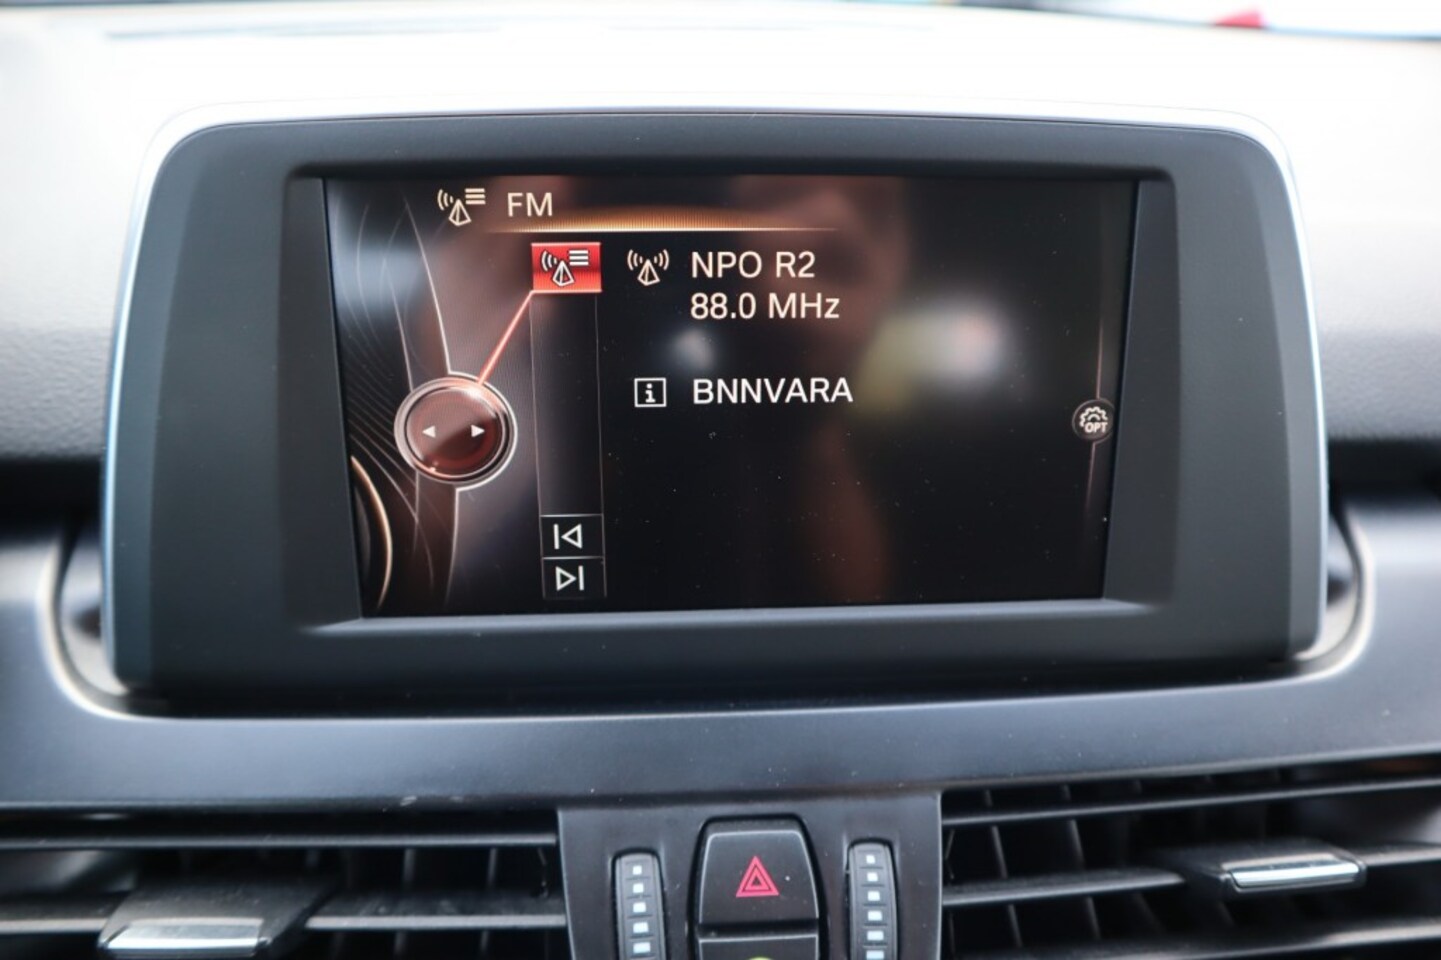 FM
NPO R2
88.0 MHz
i BNNVARA
OPT